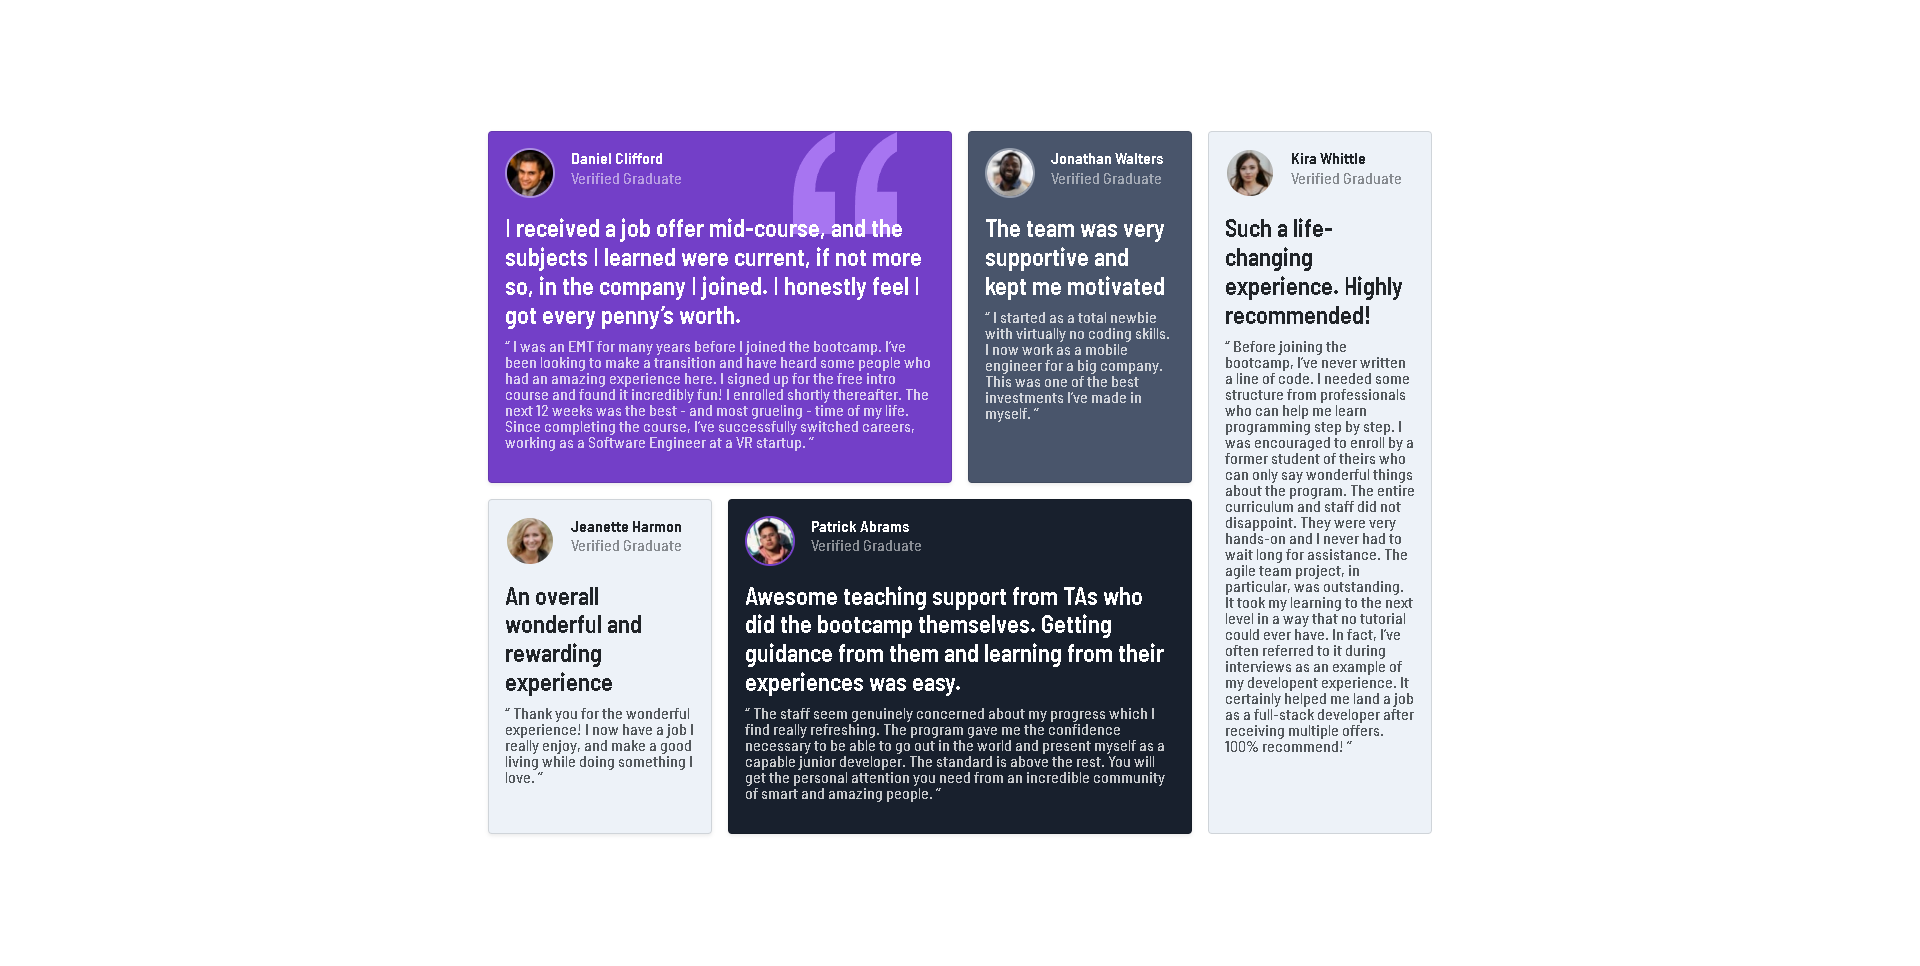 Daniel Clifford
Verified Graduate
I received a job offer mid-course, and the
subjects I learned were current, if not more
so, in the company I joined. I honestly feel I
got every penny’s worth.
“ I was an EMT for many years before I joined the bootcamp. I’ve
been looking to make a transition and have heard some people who
had an amazing experience here. I signed up for the free intro
course and found it incredibly fun! I enrolled shortly thereafter. The
next 12 weeks was the best - and most grueling - time of my life.
Since completing the course, I’ve successfully switched careers,
working as a Software Engineer at a VR startup. ”
Jonathan Walters
Verified Graduate
The team was very
supportive and
kept me motivated
“ I started as a total newbie
with virtually no coding skills.
I now work as a mobile
engineer for a big company.
This was one of the best
investments I’ve made in
myself. ”
Kira Whittle
Verified Graduate
Such a life-
changing
experience. Highly
recommended!
“ Before joining the
bootcamp, I’ve never written
a line of code. I needed some
structure from professionals
who can help me learn
programming step by step. I
was encouraged to enroll by a
former student of theirs who
can only say wonderful things
about the program. The entire
curriculum and staff did not
disappoint. They were very
hands-on and I never had to
wait long for assistance. The
agile team project, in
particular, was outstanding.
It took my learning to the next
level in a way that no tutorial
could ever have. In fact, I’ve
often referred to it during
interviews as an example of
my developent experience. It
certainly helped me land a job
as a full-stack developer after
receiving multiple offers.
100% recommend! ”
Jeanette Harmon
Verified Graduate
An overall
wonderful and
rewarding
experience
“ Thank you for the wonderful
experience! I now have a job I
really enjoy, and make a good
living while doing something I
love. ”
Patrick Abrams
Verified Graduate
Awesome teaching support from TAs who
did the bootcamp themselves. Getting
guidance from them and learning from their
experiences was easy.
“ The staff seem genuinely concerned about my progress which I
find really refreshing. The program gave me the confidence
necessary to be able to go out in the world and present myself as a
capable junior developer. The standard is above the rest. You will
get the personal attention you need from an incredible community
of smart and amazing people. ”